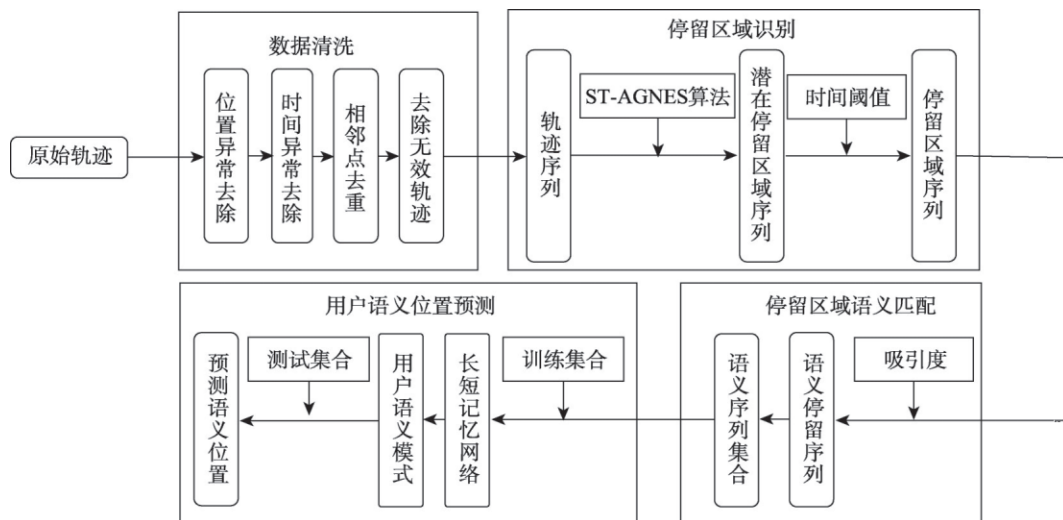 原始轨迹
数据清洗
位置异常去除
时间异常去除
相邻点去重
去除无效轨迹
停留区域识别
轨迹序列
ST-AGNES算法
潜在停留区域序列
时间阈值
停留区域序列
停留区域语义匹配
吸引度
语义停留序列
语义序列集合
用户语义位置预测
训练集合
长短记忆网络
用户语义模式
测试集合
预测语义位置